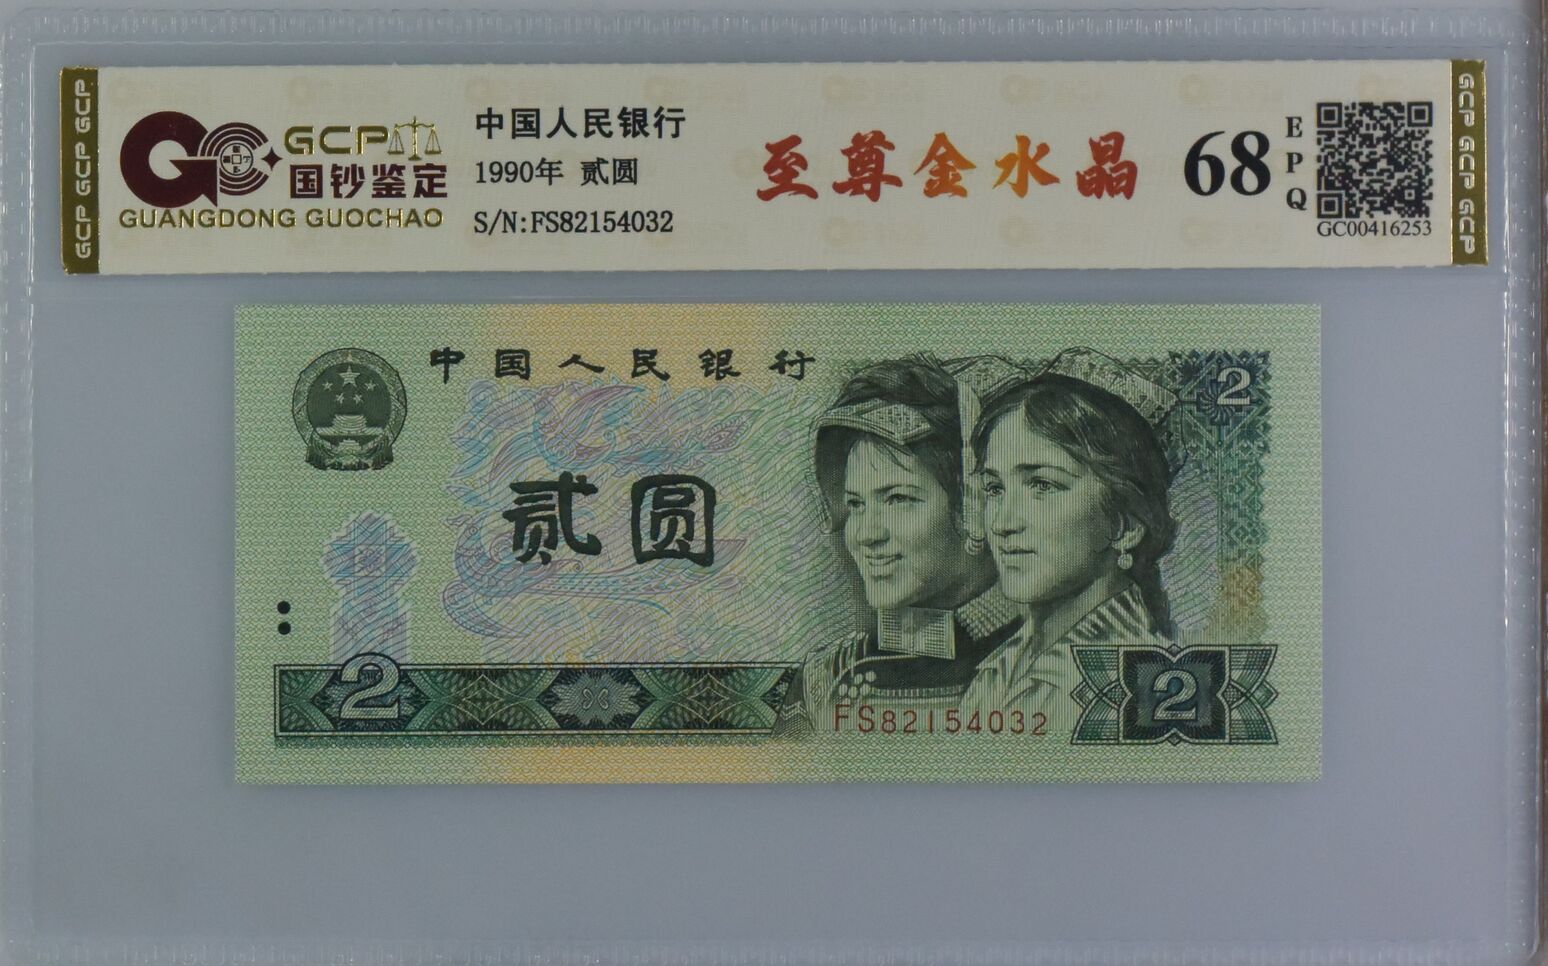 GCP GCP GCP
GCP
国钞鉴定
GUANGDONG GUOCHAO
中国人民银行
1990年 贰圆
S/N:FS82154032
至尊金水晶
68
EPQ
GC00416253
GCP GCP GCP
中国人民银行
2
贰圆
2
FS82154032
2